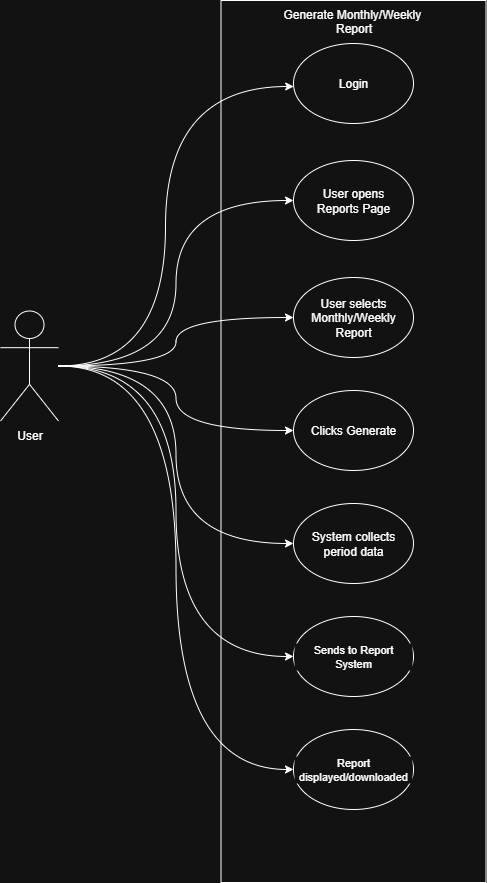 Generate Monthly/Weekly
Report
Login
User opens
Reports Page
User selects
Monthly/Weekly
Report
User
Clicks Generate
System collects
period data
Sends to Report
System
Report
displayed/downloaded